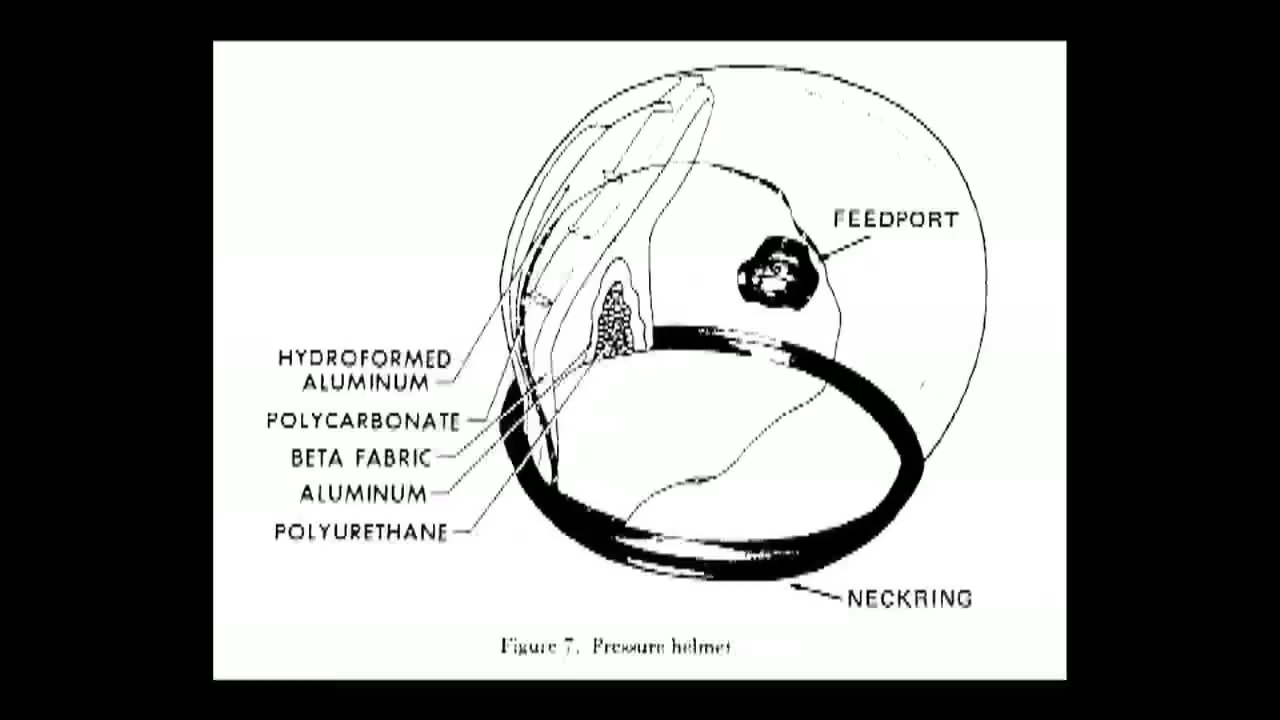 FEEDPORT
HYDROFORMED
ALUMINUM
POLYCARBONATE
BETA FABRIC
ALUMINUM
POLYURETHANE
NECKRING
Figure 7. Pressure helmet